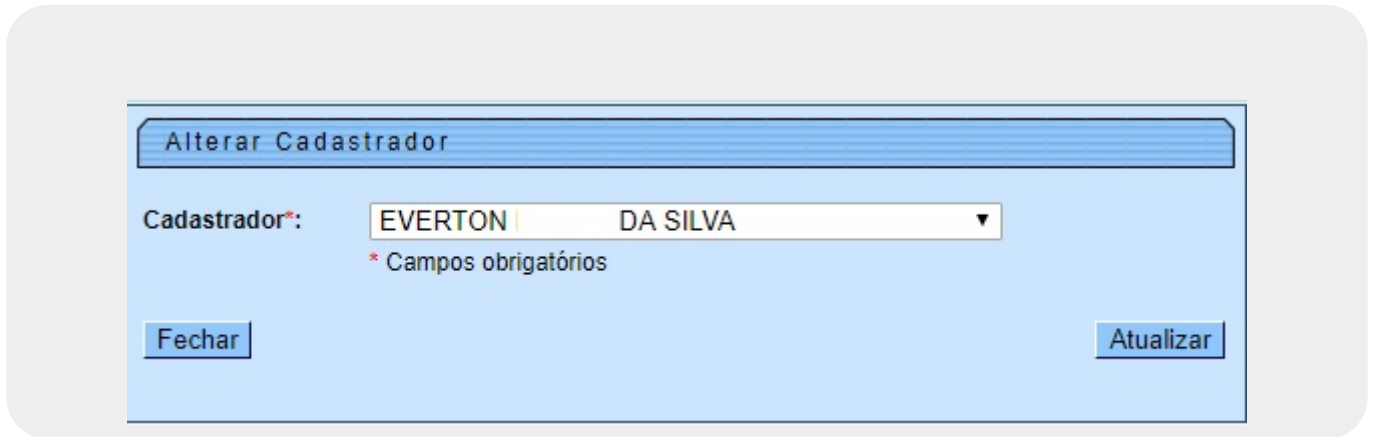 Alterar Cadastrador
Cadastrador*: EVERTON DA SILVA ▼
* Campos obrigatórios
Fechar Atualizar